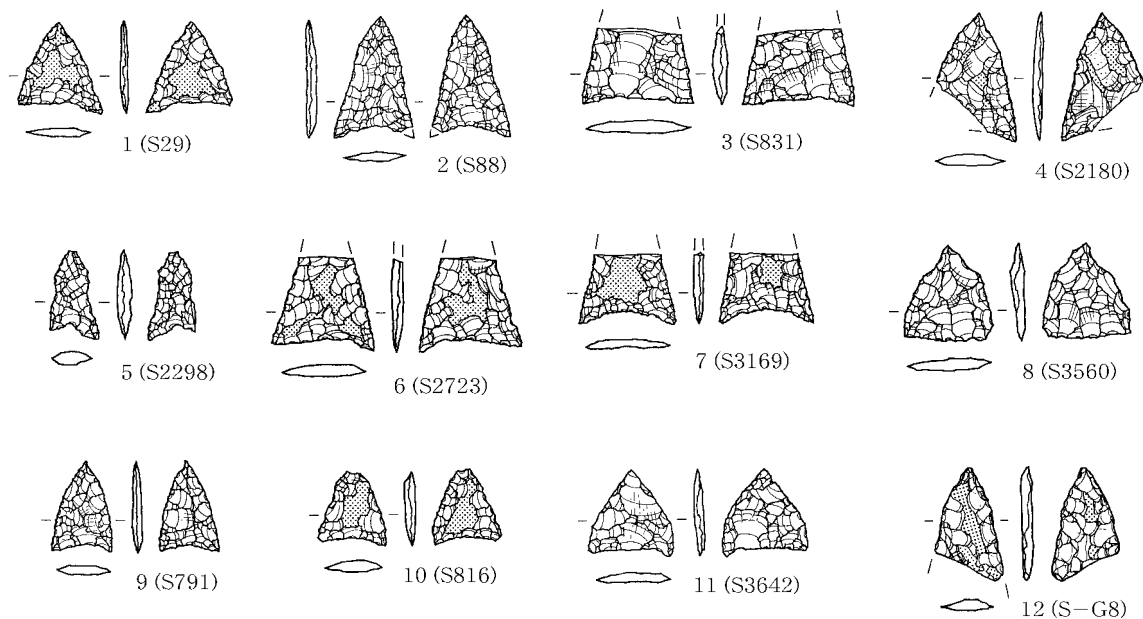 1 (S29)
2 (S88)
3 (S831)
4 (S2180)
5 (S2298)
6 (S2723)
7 (S3169)
8 (S3560)
9 (S791)
10 (S816)
11 (S3642)
12 (S−G8)